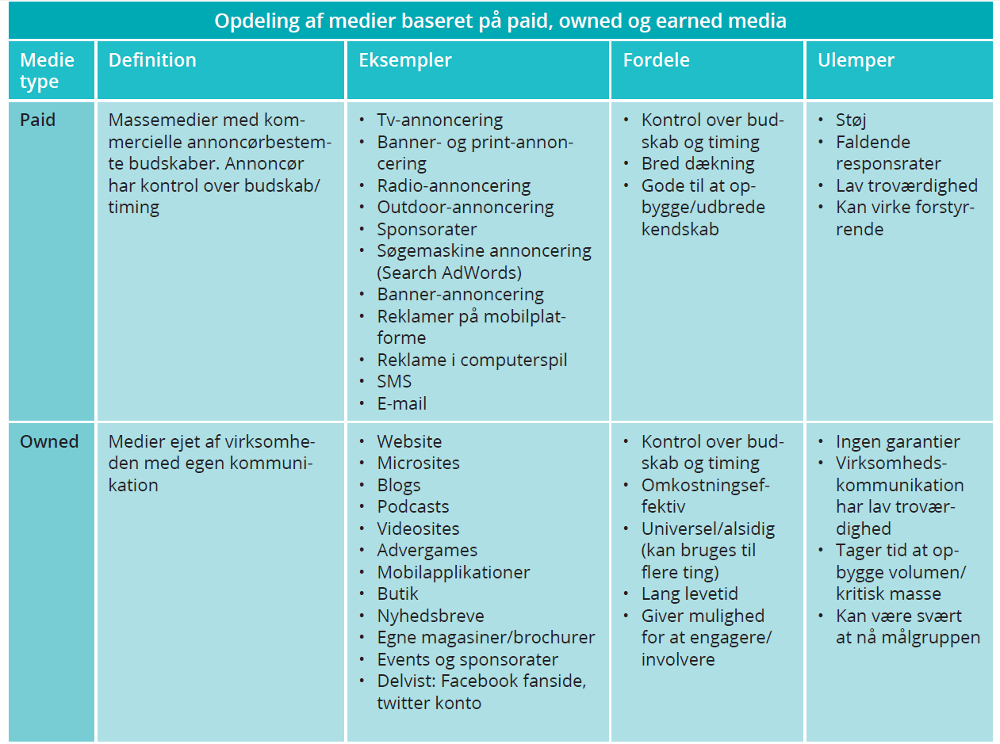 Opdeling af medier baseret på paid, owned og earned media
Medie
type
Definition
Eksempler
Fordele
Ulemper
Paid
Massemedier med kom-
mercielle annoncørbestem-
te budskaber. Annoncør
har kontrol over budskab/
timing
• Tv-annoncering
• Banner- og print-annon-
cering
• Radio-annoncering
• Outdoor-annoncering
• Sponsorater
• Søgemaskine annoncering
(Search AdWords)
• Banner-annoncering
• Reklamer på mobilplat-
forme
• Reklame i computerspil
• SMS
• E-mail
• Kontrol over bud-
skab og timing
• Bred dækning
• Gode til at op-
bygge/udbrede
kendskab
• Støj
• Faldende
responsrater
• Lav troværdighed
• Kan virke forstyr-
rende
Owned
Medier ejet af virksomhe-
den med egen kommuni-
kation
• Website
• Microsites
• Blogs
• Podcasts
• Videosites
• Advergames
• Mobilapplikationer
• Butik
• Nyhedsbreve
• Egne magasiner/brochurer
• Events og sponsorater
• Delvist: Facebook fanside,
twitter konto
• Kontrol over bud-
skab og timing
• Omkostningsef-
fektiv
• Universel/alsidig
(kan bruges til
flere ting)
• Lang levetid
• Giver mulighed
for at engagere/
involvere
• Ingen garantier
• Virksomheds-
kommunikation
har lav trovær-
dighed
• Tager tid at op-
bygge volumen/
kritisk masse
• Kan være svært
at nå målgruppen